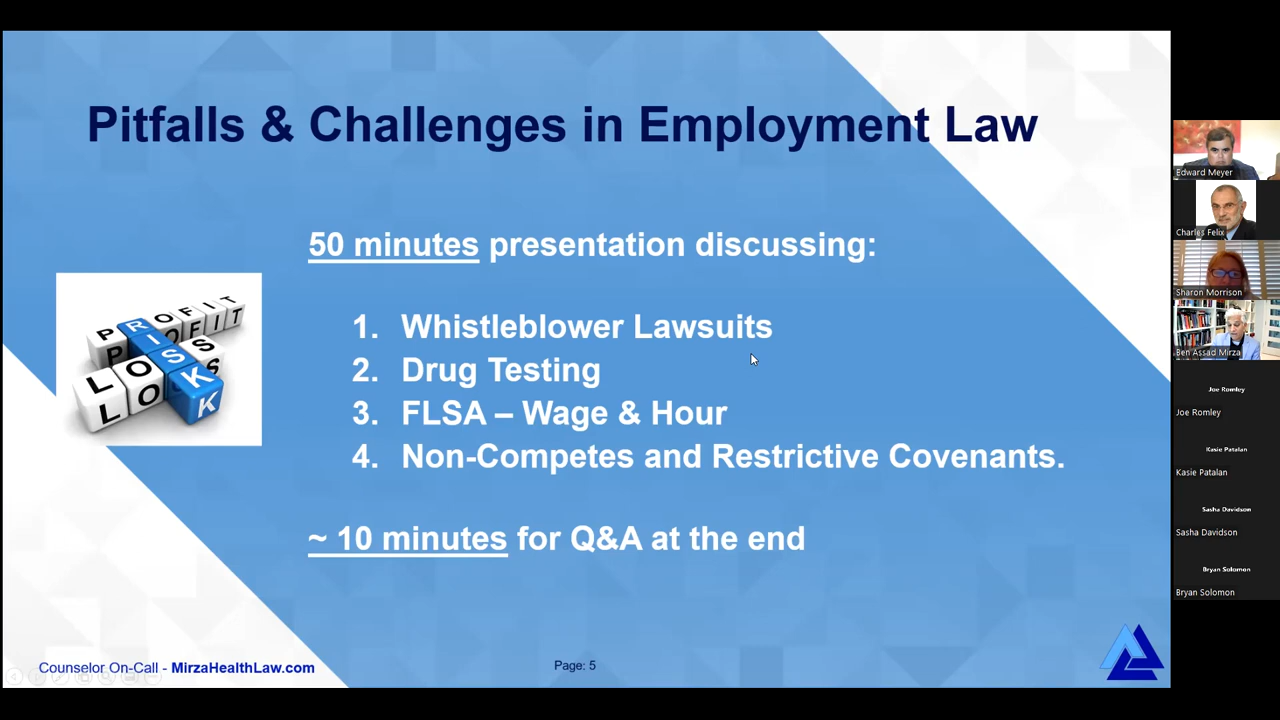 Pitfalls & Challenges in Employment Law
50 minutes presentation discussing:
1. Whistleblower Lawsuits
2. Drug Testing
3. FLSA – Wage & Hour
4. Non-Competes and Restrictive Covenants.
~ 10 minutes for Q&A at the end
PROFIT
PROFIT
RISK
LOSS
LOSS
K
Counselor On-Call - MirzaHealthLaw.com
Page: 5
Edward Meyer
Charles Felix
Sharon Morrison
Ben Assad Mirza
Joe Romley
Joe Romley
Kasie Patalan
Kasie Patalan
Sasha Davidson
Sasha Davidson
Bryan Solomon
Bryan Solomon